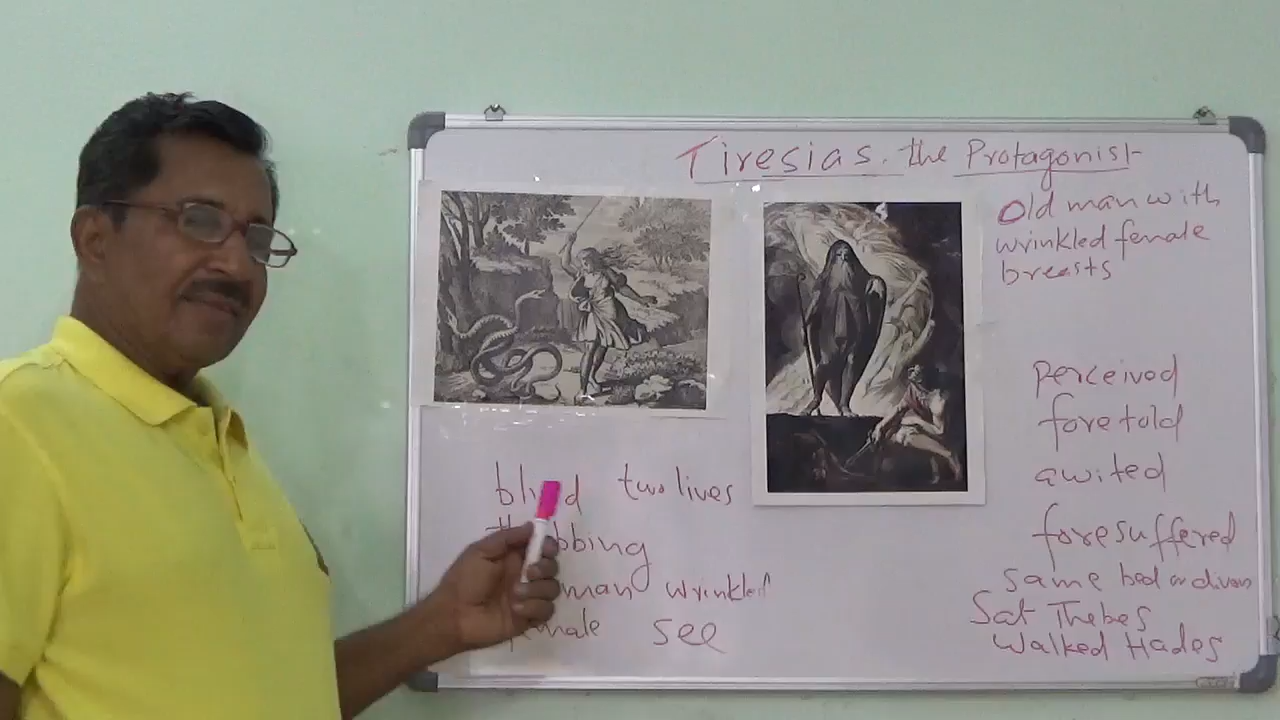 Tiresias. the Protagonist
Old man with
wrinkled female
breasts
perceived
foretold
awited
foresuffered
same bed or divan
Sat Thebes
Walked Hades
two lives
man wrinkled
see